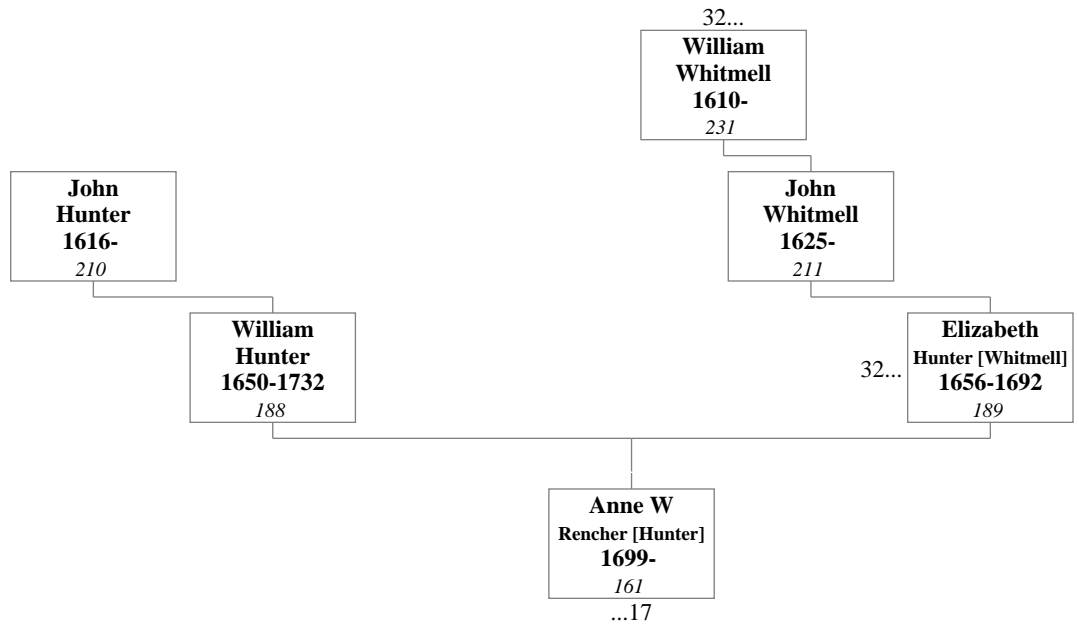 32...
William
Whitmell
1610-
231
John
Hunter
1616-
210
John
Whitmell
1625-
211
William
Hunter
1650-1732
188
32...
Elizabeth
Hunter [Whitmell]
1656-1692
189
Anne W
Rencher [Hunter]
1699-
161
...17